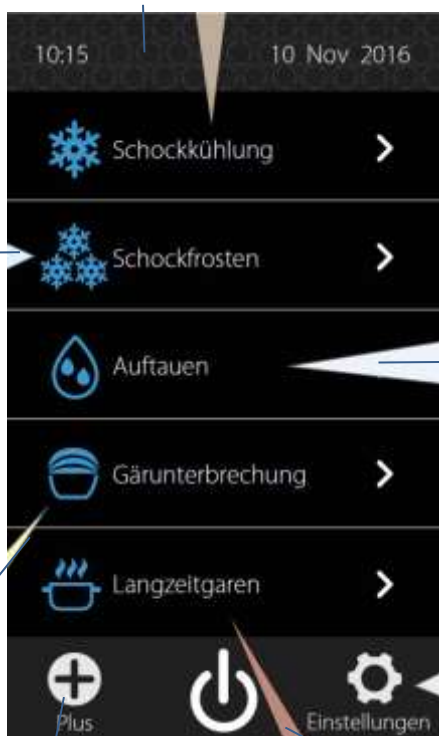 10:15 10 Nov 2016
Schockkühlung
Schockfrosten
Auftauen
Gärunterbrechung
Langzeitgaren
Plus Einstellungen